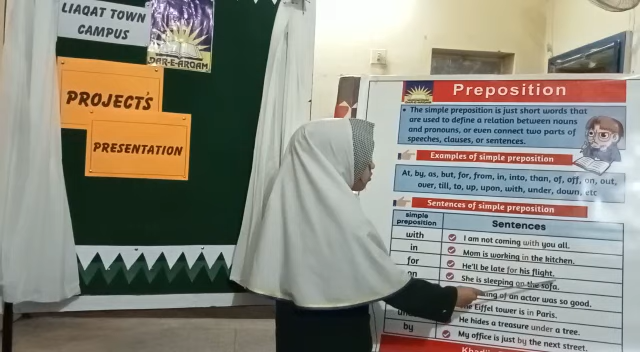 LIAQAT TOWN
CAMPUS
DAR-E-ARQAM
PROJECT'S
PRESENTATION
Preposition
• The simple preposition is just short words that
are used to define a relation between nouns
and pronouns, or even connect two parts of
speeches, clauses, or sentences.
Examples of simple preposition
At, by, as, but, for, from, in, into, than, of, off, on, out,
over, till, to, up, upon, with, under, down, etc
Sentences of simple preposition
simple
preposition
Sentences
with I am not coming with you all.
in Mom is working in the kitchen.
for He'll be late for his flight.
on She is sleeping on the sofa.
of an actor was so good.
Eiffel tower is in Paris.
He hides a treasure under a tree.
by My office is just by the next street.